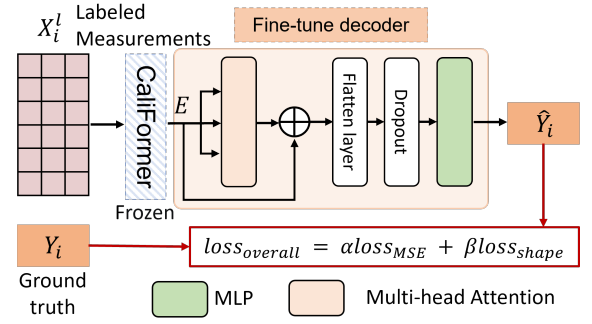 X_i^l Labeled
Measurements
Fine-tune decoder
CaliFormer
Frozen
E
Flatten layer
Dropout
Ŷ_i
Y_i
Ground
truth
loss_overall = αloss_MSE + βloss_shape
MLP
Multi-head Attention